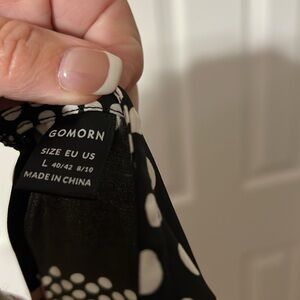 GOMORN
SIZE EU US
L 40/42 8/10
MADE IN CHINA